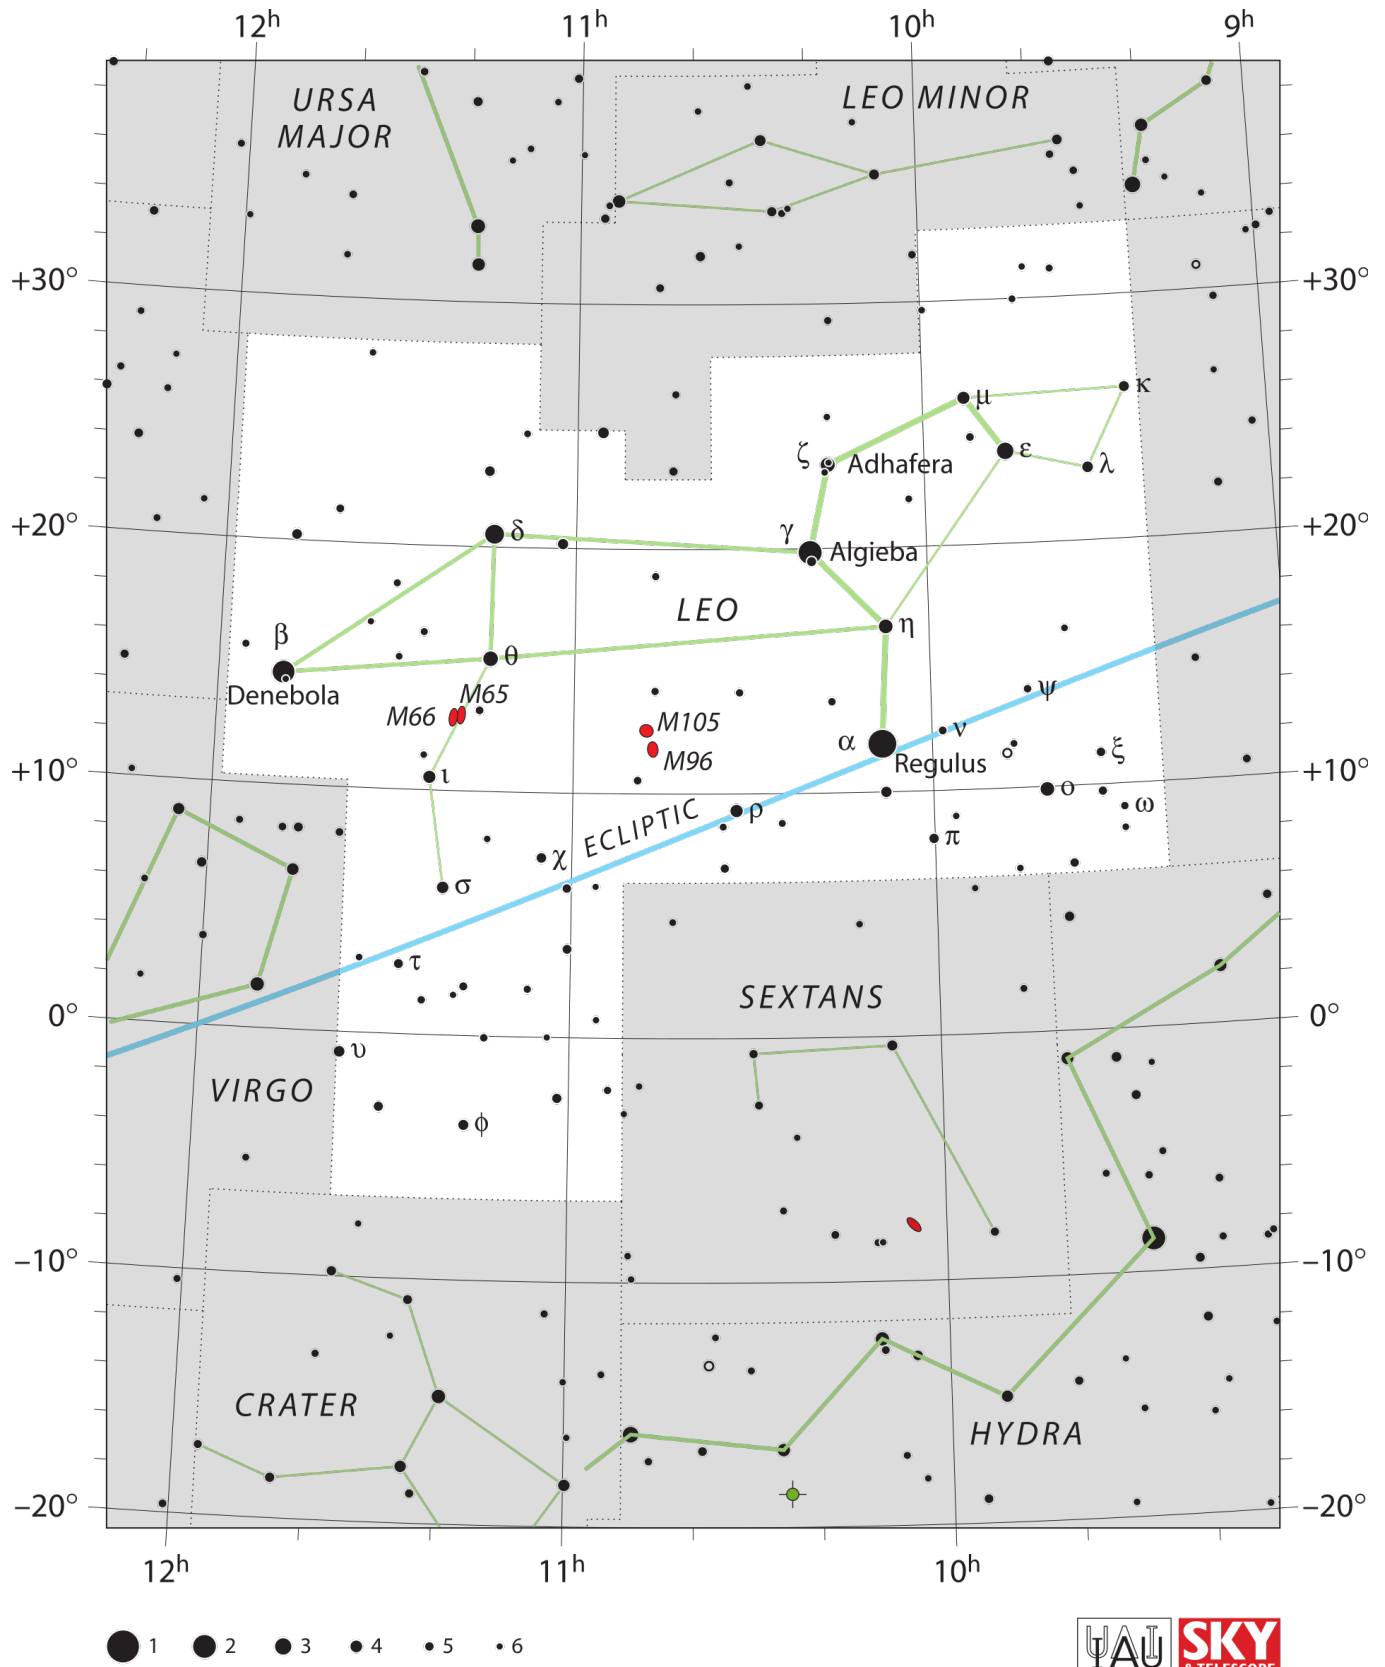 12h 11h 10h 9h
URSA
MAJOR
LEO MINOR
+30° +30°
κ
μ
ζ Adhafera ε λ
+20° +20°
δ γ Algieba
LEO
β η
θ
Denebola M65 ψ
M66 M105 ν
α ξ
M96 Regulus
+10° ι +10°
ο
ECLIPTIC ρ ω
π
χ
σ
τ
SEXTANS
0° 0°
υ
VIRGO
φ
−10° −10°
CRATER
HYDRA
−20° −20°
12h 11h 10h
1 2 3 4 5 6
IAU SKY
& TELESCOPE